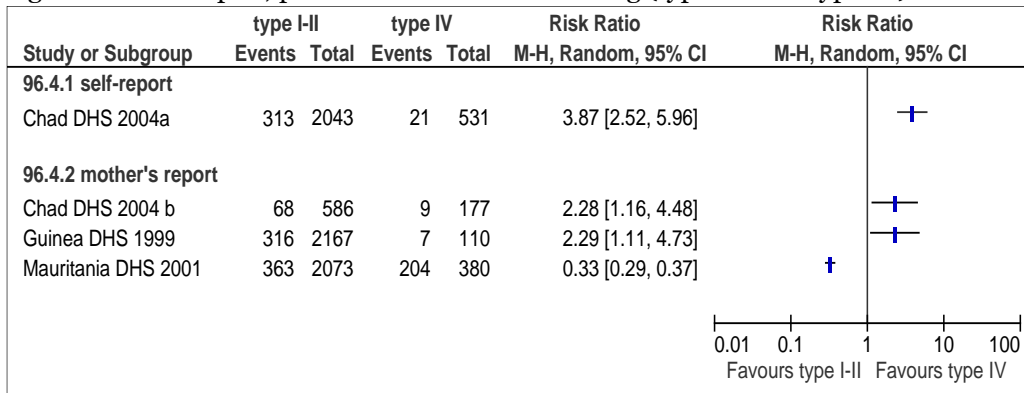 type I-II type IV Risk Ratio Risk Ratio
Study or Subgroup Events Total Events Total M-H, Random, 95% CI M-H, Random, 95% CI
96.4.1 self-report
Chad DHS 2004a 313 2043 21 531 3.87 [2.52, 5.96]
96.4.2 mother's report
Chad DHS 2004 b 68 586 9 177 2.28 [1.16, 4.48]
Guinea DHS 1999 316 2167 7 110 2.29 [1.11, 4.73]
Mauritania DHS 2001 363 2073 204 380 0.33 [0.29, 0.37]
0.01 0.1 1 10 100
Favours type I-II Favours type IV